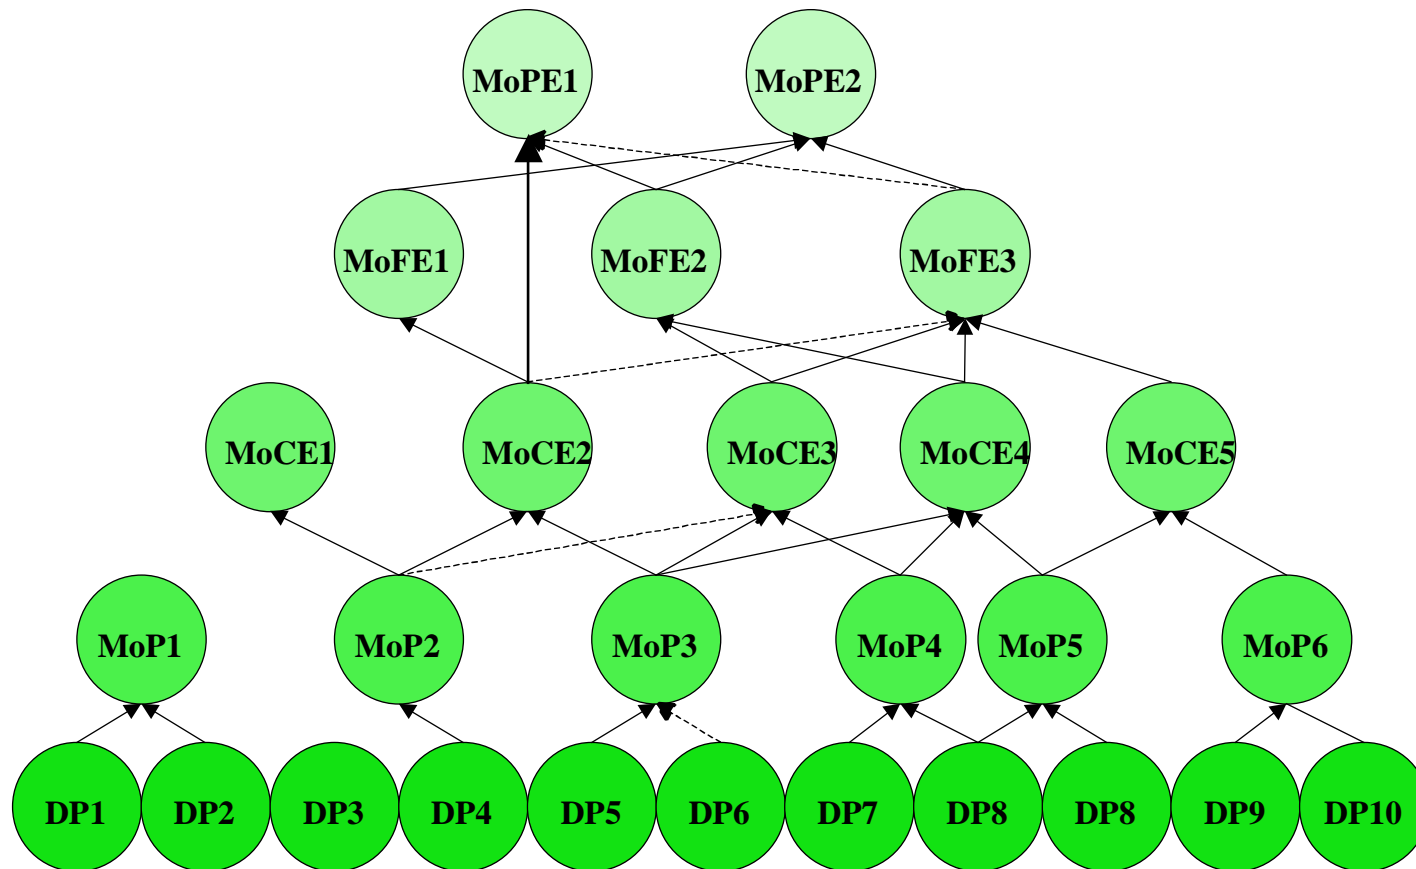 MoPE1 MoPE2
MoFE1 MoFE2 MoFE3
MoCE1 MoCE2 MoCE3 MoCE4 MoCE5
MoP1 MoP2 MoP3 MoP4 MoP5 MoP6
DP1 DP2 DP3 DP4 DP5 DP6 DP7 DP8 DP8 DP9 DP10